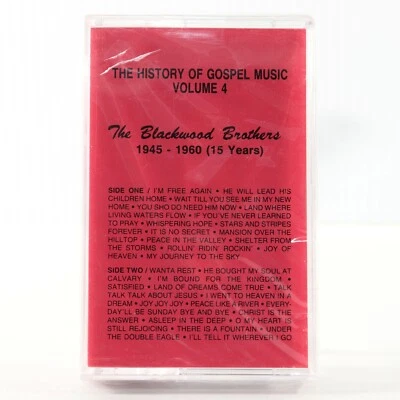 THE HISTORY OF GOSPEL MUSIC
VOLUME 4
The Blackwood Brothers
1945 - 1960 (15 Years)
SIDE ONE / I'M FREE AGAIN • HE WILL LEAD HIS
CHILDREN HOME • WAIT TILL YOU SEE ME IN MY NEW
HOME • YOU SHO DO NEED HIM NOW • LAND WHERE
LIVING WATERS FLOW • IF YOU'VE NEVER LEARNED
TO PRAY • WHISPERING HOPE • STARS AND STRIPES
FOREVER • IT IS NO SECRET • MANSION OVER THE
HILLTOP • PEACE IN THE VALLEY • SHELTER FROM
THE STORMS • ROLLIN' RIDIN' ROCKIN' • JOY OF
HEAVEN • MY JOURNEY TO THE SKY
SIDE TWO / I WANTA REST • HE BOUGHT MY SOUL AT
CALVARY • I'M BOUND FOR THE KINGDOM •
SATISFIED • LAND OF DREAMS COME TRUE • TALK
TALK TALK ABOUT JESUS • I WENT TO HEAVEN IN A
DREAM • JOY JOY JOY • PEACE LIKE A RIVER • EVERY-
DAY'LL BE SUNDAY BYE AND BYE • CHRIST IS THE
ANSWER • ASLEEP IN THE DEEP • O MY HEART IS
STILL REJOICING • THERE IS A FOUNTAIN • UNDER
THE DOUBLE EAGLE • I'LL TELL IT WHEREVER I GO